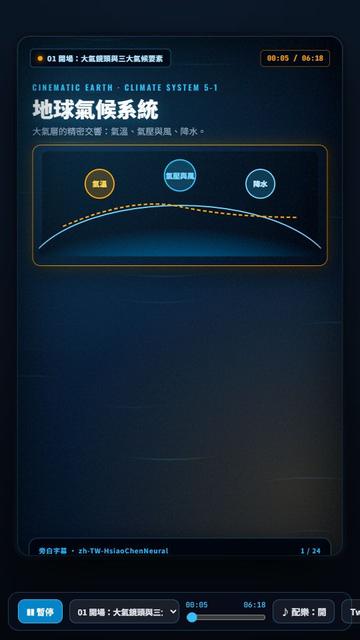 01 開場：大氣鏡頭與三大氣候要素
00:05 / 06:18
CINEMATIC EARTH · CLIMATE SYSTEM 5-1
地球氣候系統
大氣層的精密交響：氣溫、氣壓與風、降水。
氣溫
氣壓與風
降水
旁白字幕 · zh-TW-HsiaoChenNeural
1 / 24
暫停
01 開場：大氣鏡頭與三
00:05
06:18
♪ 配樂：開
Tw